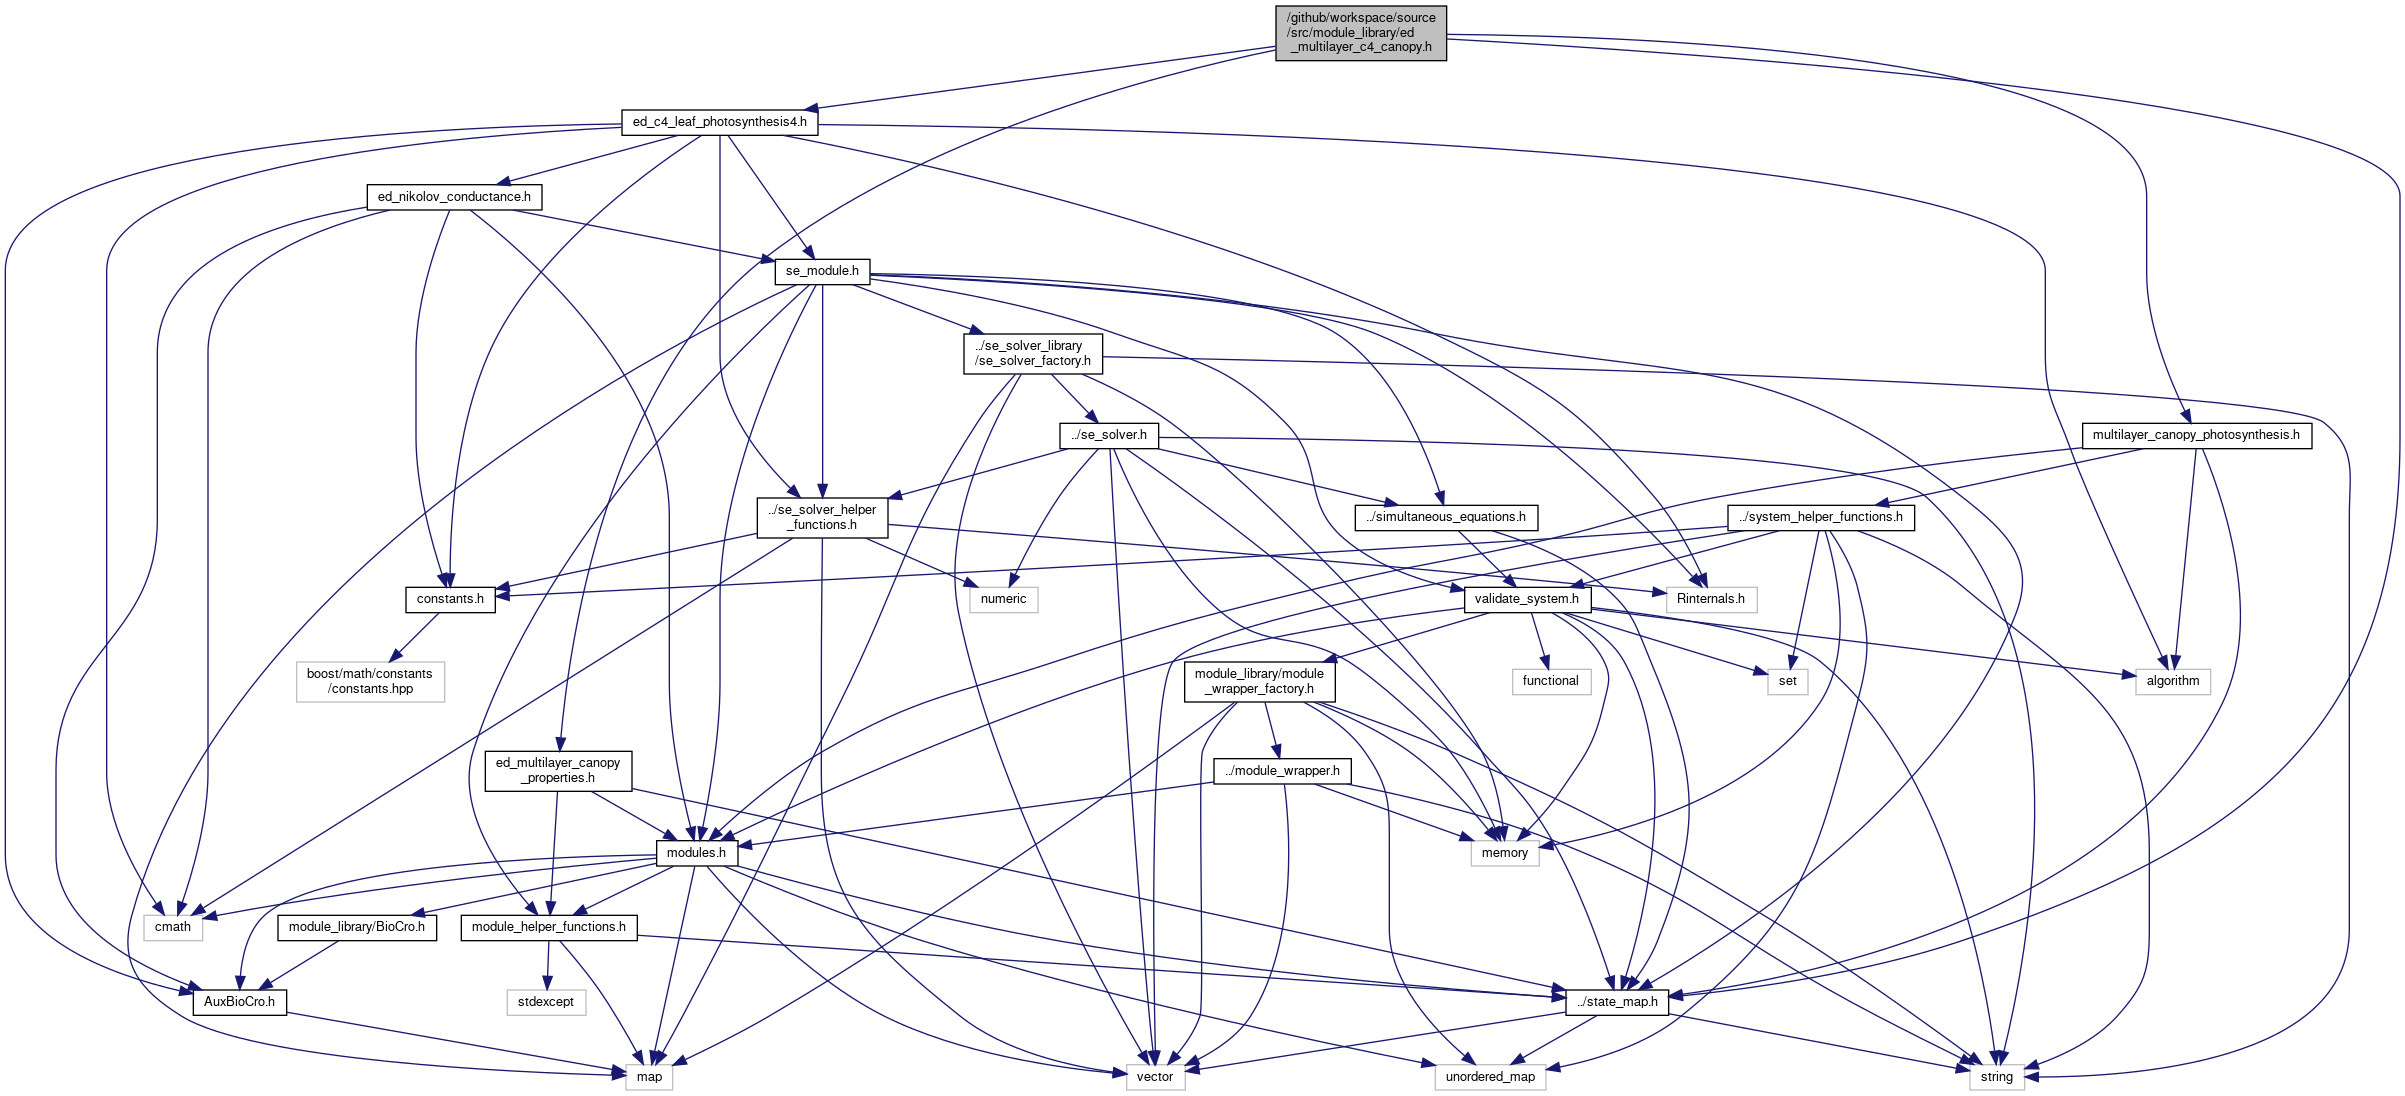 /github/workspace/source
/src/module_library/ed
_multilayer_c4_canopy.h
ed_c4_leaf_photosynthesis4.h
ed_nikolov_conductance.h
se_module.h
../se_solver_library
/se_solver_factory.h
../se_solver.h
multilayer_canopy_photosynthesis.h
../se_solver_helper
_functions.h
../simultaneous_equations.h
../system_helper_functions.h
constants.h
numeric
validate_system.h
Rinternals.h
boost/math/constants
/constants.hpp
module_library/module
_wrapper_factory.h
functional
set
algorithm
ed_multilayer_canopy
_properties.h
../module_wrapper.h
modules.h
memory
cmath
module_library/BioCro.h
module_helper_functions.h
AuxBioCro.h
stdexcept
../state_map.h
map
vector
unordered_map
string